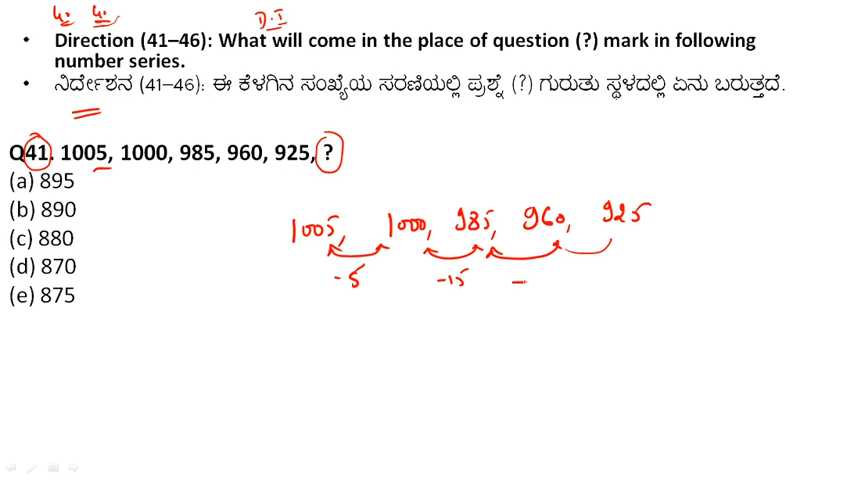 D.I
• Direction (41–46): What will come in the place of question (?) mark in following
number series.
• ನಿರ್ದೇಶನ (41–46): ಈ ಕೆಳಗಿನ ಸಂಖ್ಯೆಯ ಸರಣಿಯಲ್ಲಿ ಪ್ರಶ್ನೆ (?) ಗುರುತು ಸ್ಥಳದಲ್ಲಿ ಏನು ಬರುತ್ತದೆ.
Q41. 1005, 1000, 985, 960, 925, ?
(a) 895
(b) 890
(c) 880
(d) 870
(e) 875
1005, 1000, 985, 960, 925
-5 -15 -